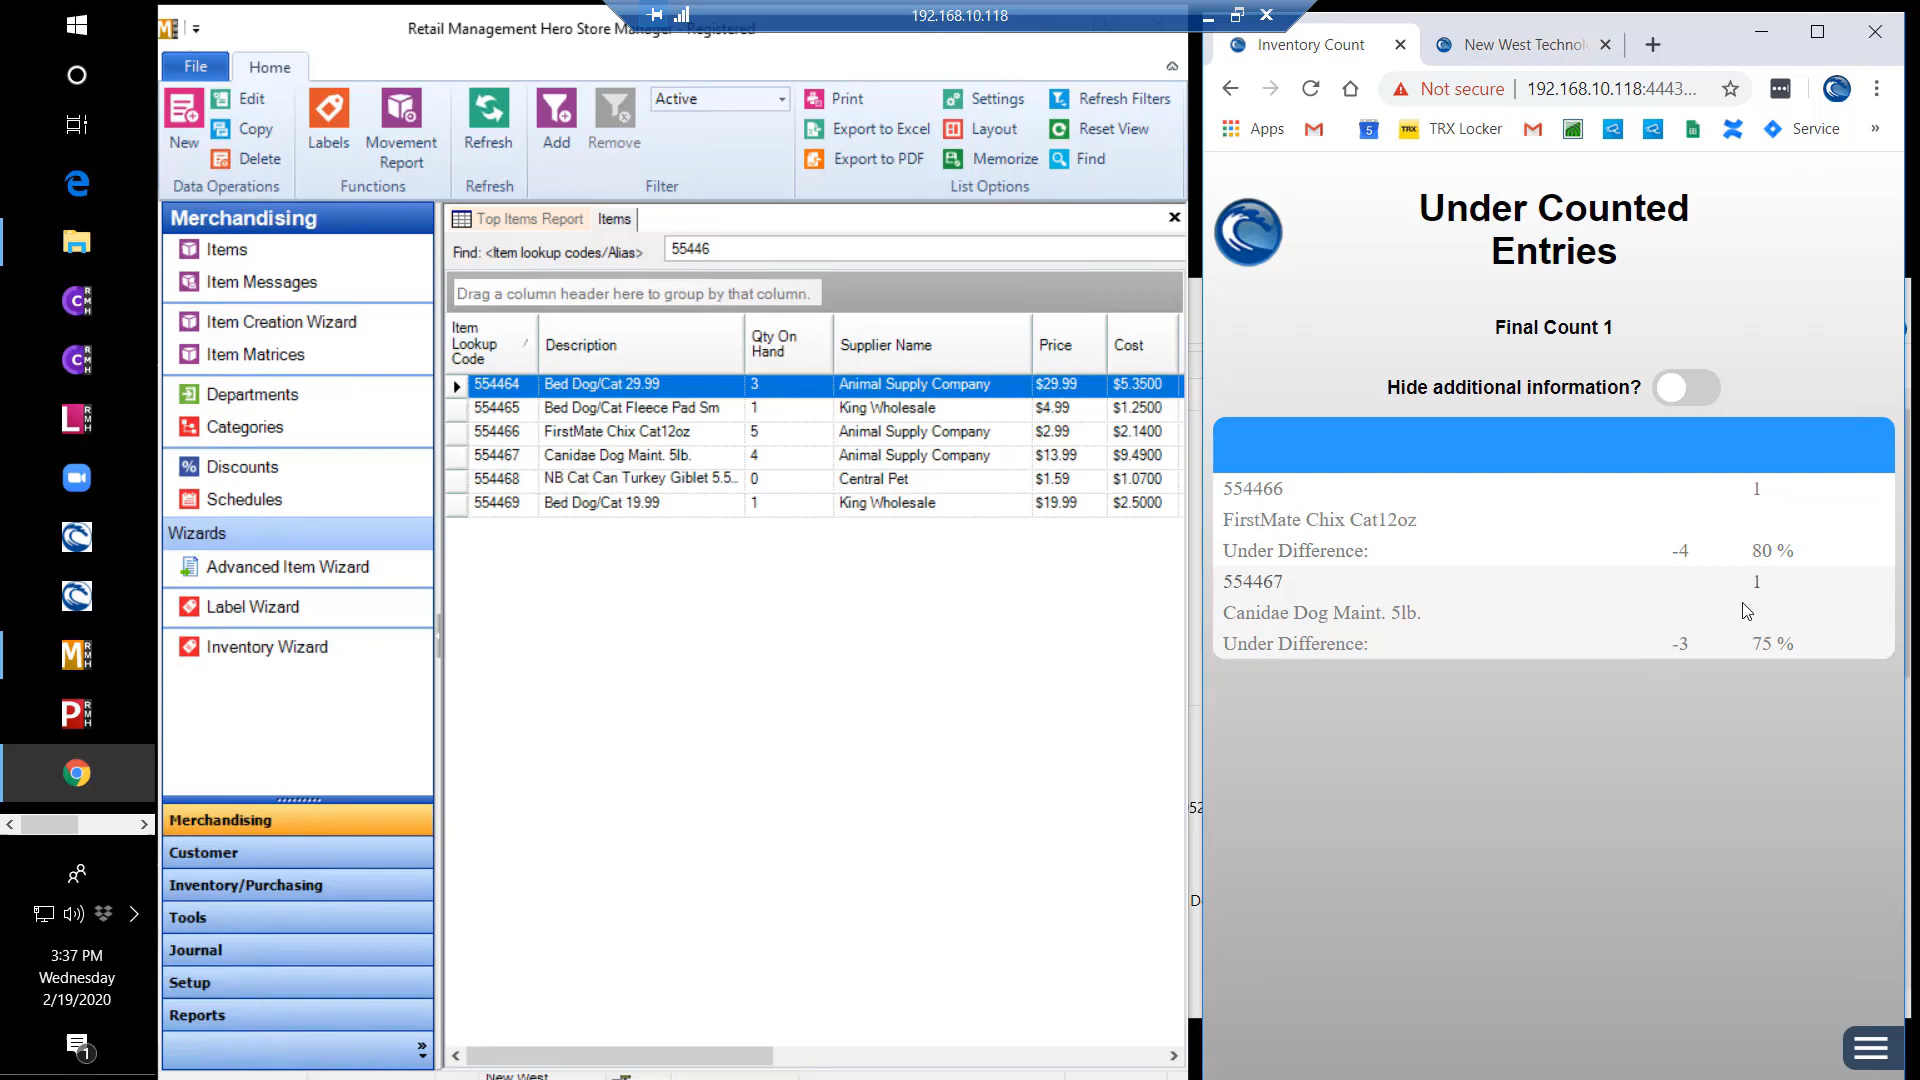 192.168.10.118
Retail Management Hero Store Manager - Registered
File
Home
New
Edit
Copy
Delete
Data Operations
Labels
Movement
Report
Functions
Refresh
Refresh
Add
Remove
Active
Filter
Print
Export to Excel
Export to PDF
Settings
Layout
Memorize
Refresh Filters
Reset View
Find
List Options
Merchandising
Items
Item Messages
Item Creation Wizard
Item Matrices
Departments
Categories
Discounts
Schedules
Wizards
Advanced Item Wizard
Label Wizard
Inventory Wizard
Merchandising
Customer
Inventory/Purchasing
Tools
Journal
Setup
Reports
Top Items Report
Items
Find: <Item lookup codes/Alias>
55446
Drag a column header here to group by that column.
Item Lookup Code Description Qty On Hand Supplier Name Price Cost
554464 Bed Dog/Cat 29.99 3 Animal Supply Company $29.99 $5.3500
554465 Bed Dog/Cat Fleece Pad Sm 1 King Wholesale $4.99 $1.2500
554466 FirstMate Chix Cat12oz 5 Animal Supply Company $2.99 $2.1400
554467 Canidae Dog Maint. 5lb. 4 Animal Supply Company $13.99 $9.4900
554468 NB Cat Can Turkey Giblet 5.5... 0 Central Pet $1.59 $1.0700
554469 Bed Dog/Cat 19.99 1 King Wholesale $19.99 $2.5000
New West
Inventory Count
New West Technol
Not secure
192.168.10.118:4443...
Apps
TRX Locker
Service
Under Counted
Entries
Final Count 1
Hide additional information?
554466 1
FirstMate Chix Cat12oz
Under Difference: -4 80 %
554467 1
Canidae Dog Maint. 5lb.
Under Difference: -3 75 %
3:37 PM
Wednesday
2/19/2020
1